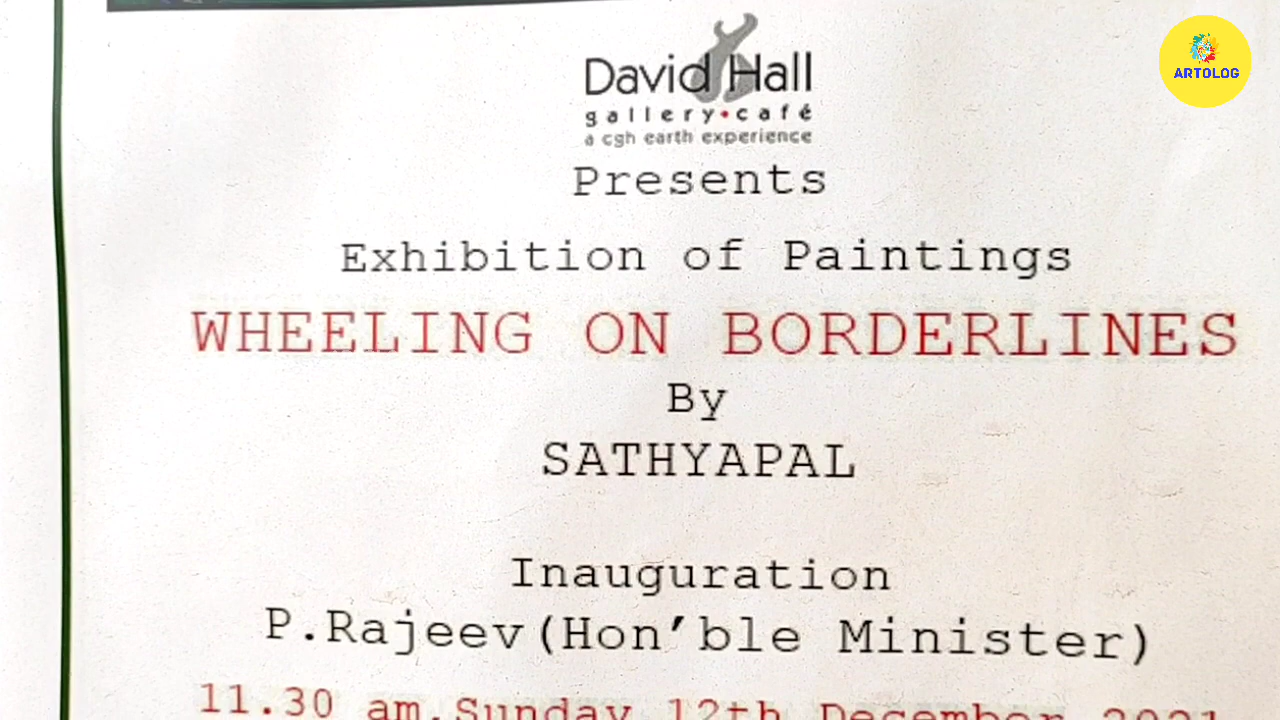 ARTOLOG
David Hall
gallery•café
a cgh earth experience
Presents
Exhibition of Paintings
WHEELING ON BORDERLINES
By
SATHYAPAL
Inauguration
P.Rajeev(Hon’ble Minister)
11.30 am,Sunday 12th December 2021